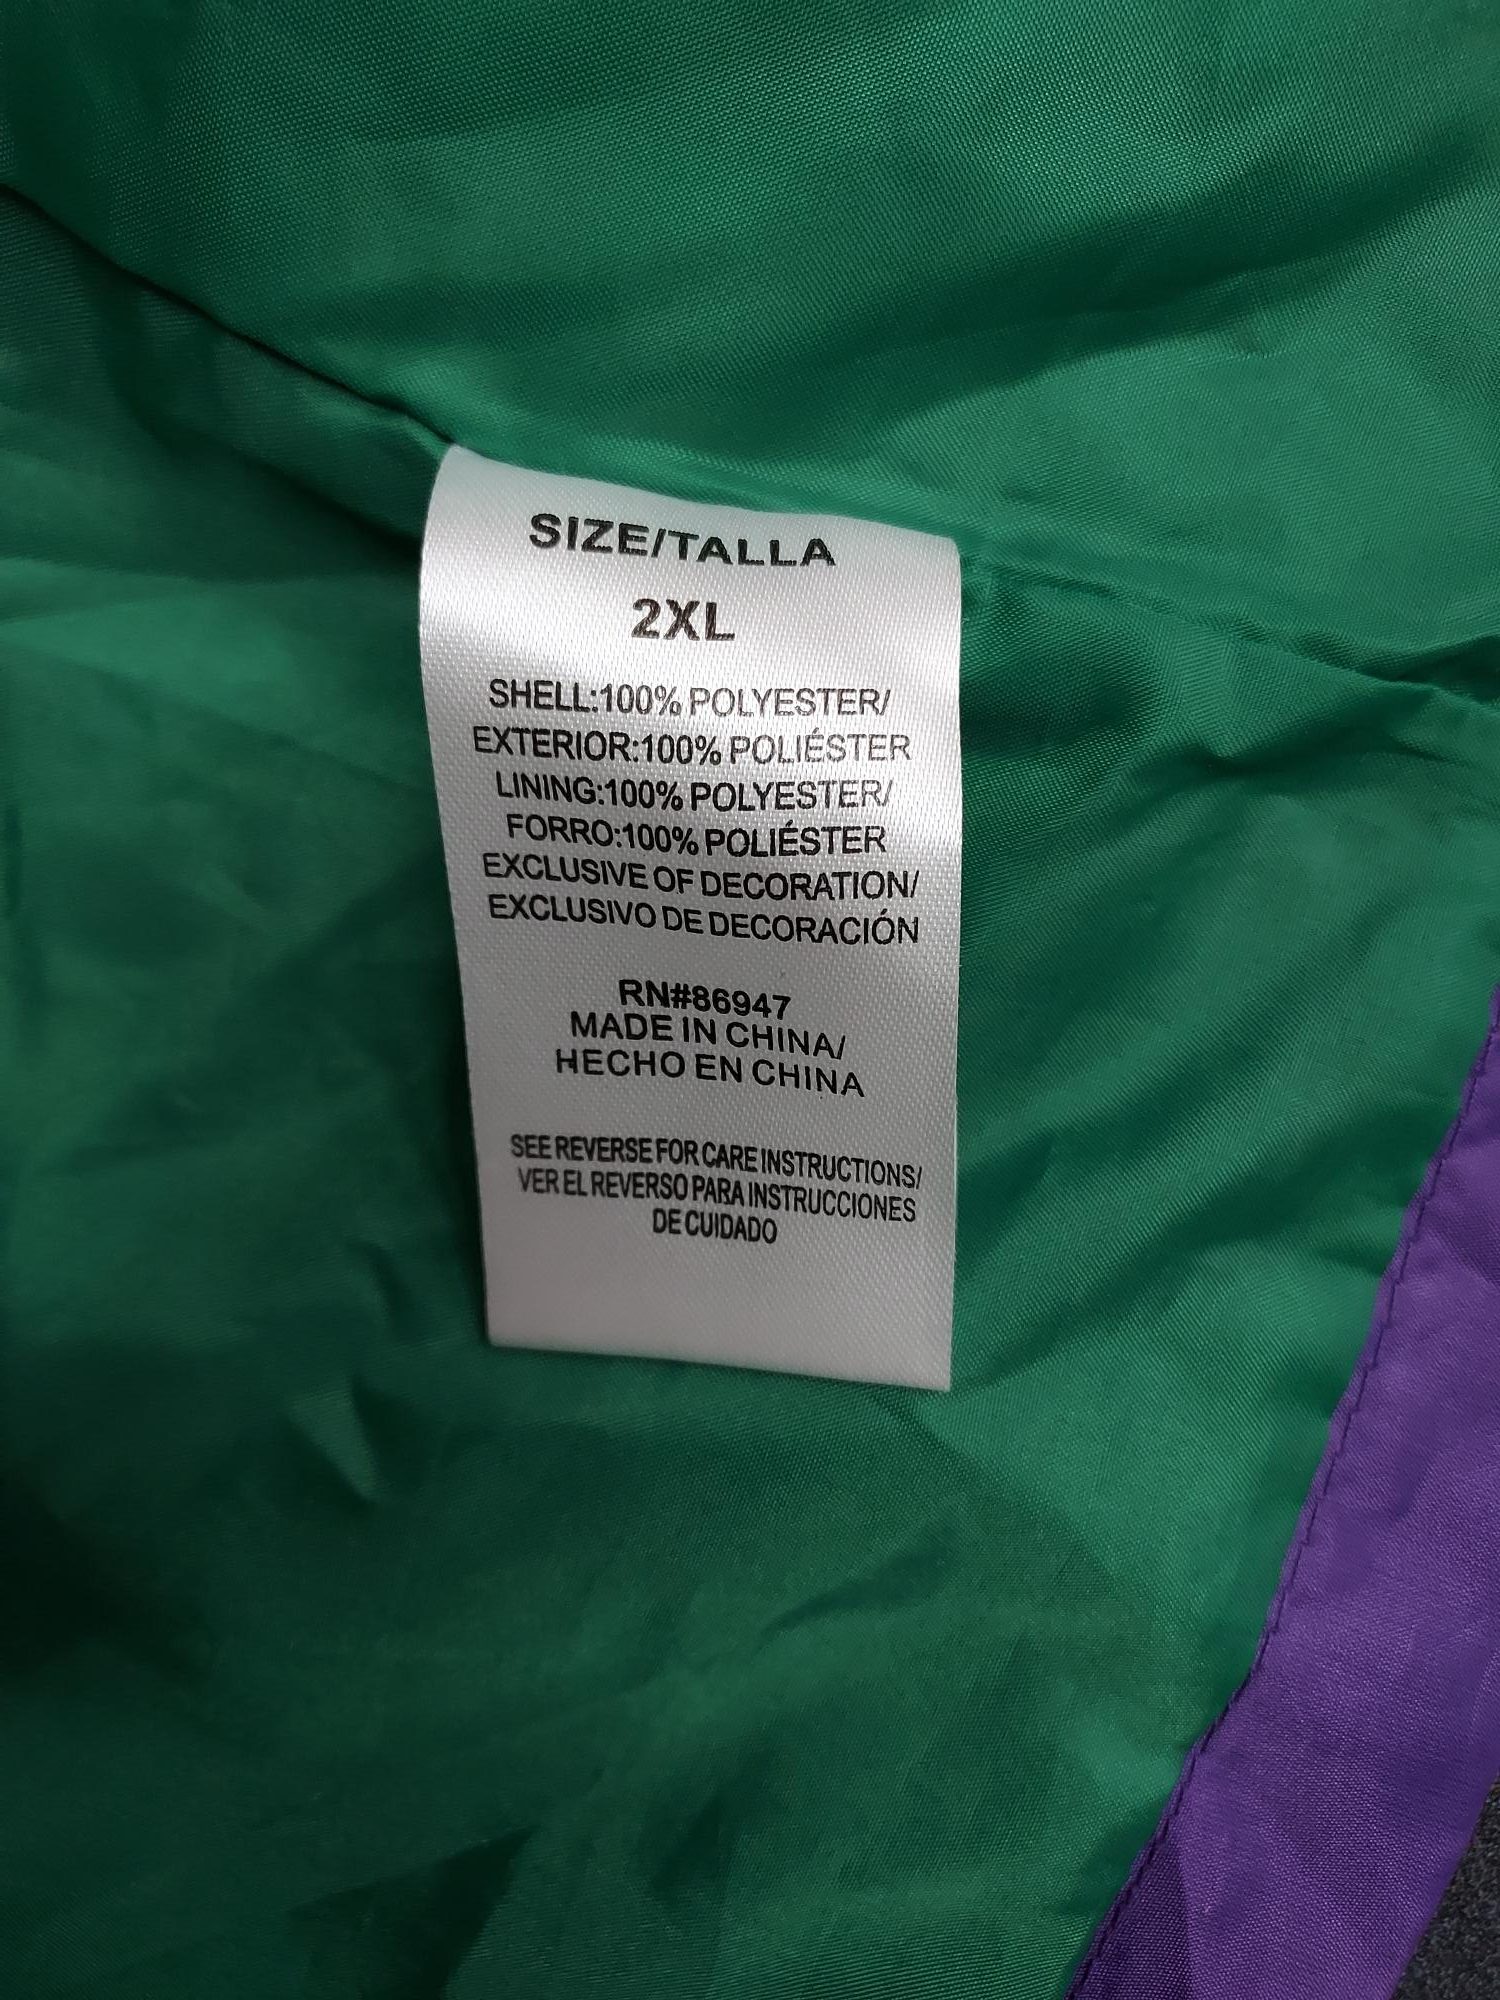 SIZE/TALLA
2XL
SHELL:100% POLYESTER/
EXTERIOR:100% POLIÉSTER
LINING:100% POLYESTER/
FORRO:100% POLIÉSTER
EXCLUSIVE OF DECORATION/
EXCLUSIVO DE DECORACIÓN
RN#86947
MADE IN CHINA/
HECHO EN CHINA
SEE REVERSE FOR CARE INSTRUCTIONS/
VER EL REVERSO PARA INSTRUCCIONES
DE CUIDADO